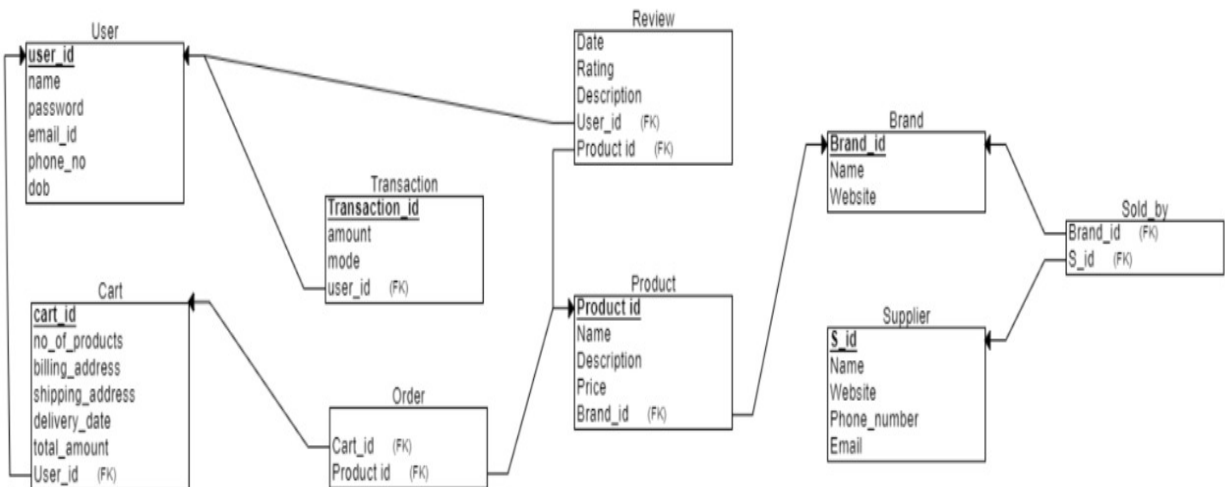 User
user_id
name
password
email_id
phone_no
dob
Review
Date
Rating
Description
User_id (FK)
Product id (FK)
Transaction
Transaction_id
amount
mode
user_id (FK)
Brand
Brand_id
Name
Website
Sold_by
Brand_id (FK)
S_id (FK)
Cart
cart_id
no_of_products
billing_address
shipping_address
delivery_date
total_amount
User_id (FK)
Order
Cart_id (FK)
Product id (FK)
Product
Product id
Name
Description
Price
Brand_id (FK)
Supplier
S_id
Name
Website
Phone_number
Email